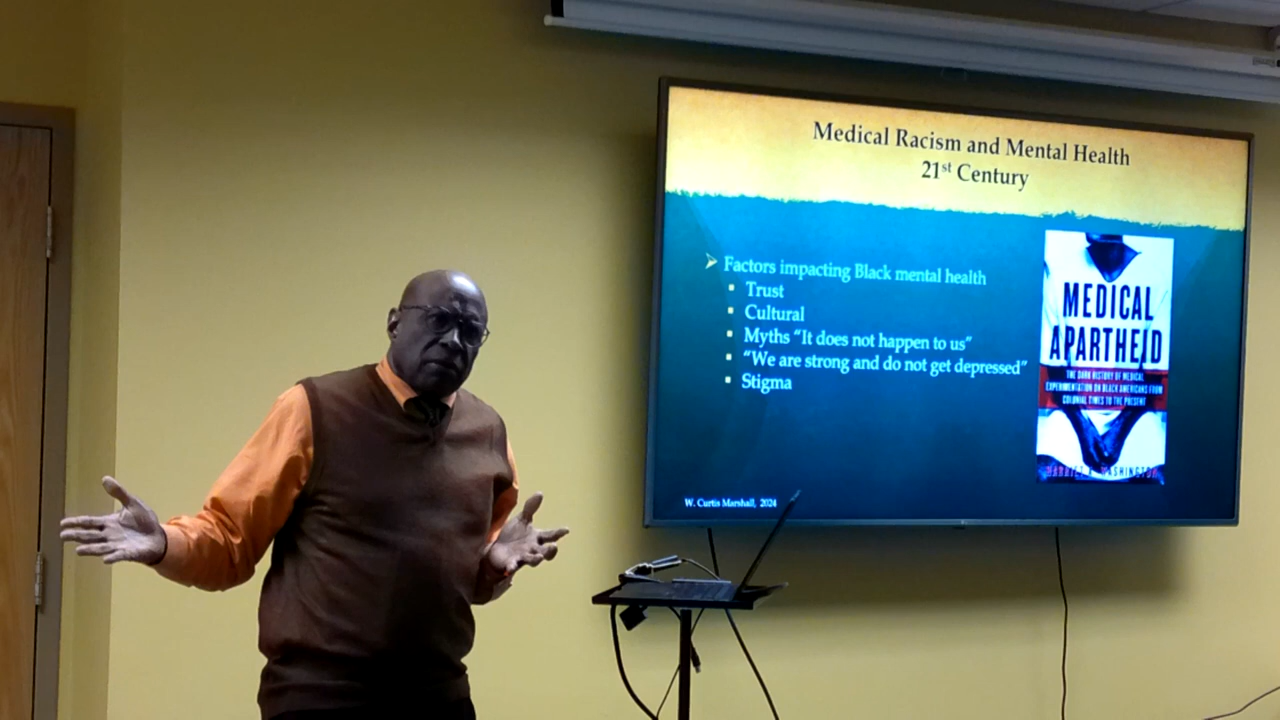 Medical Racism and Mental Health
21st Century
Factors impacting Black mental health
Trust
Cultural
Myths “It does not happen to us”
“We are strong and do not get depressed”
Stigma
MEDICAL
APARTHEID
THE DARK HISTORY OF MEDICAL
EXPERIMENTATION ON BLACK AMERICANS FROM
COLONIAL TIMES TO THE PRESENT
HARRIET A. WASHINGTON
W. Curtis Marshall, 2024